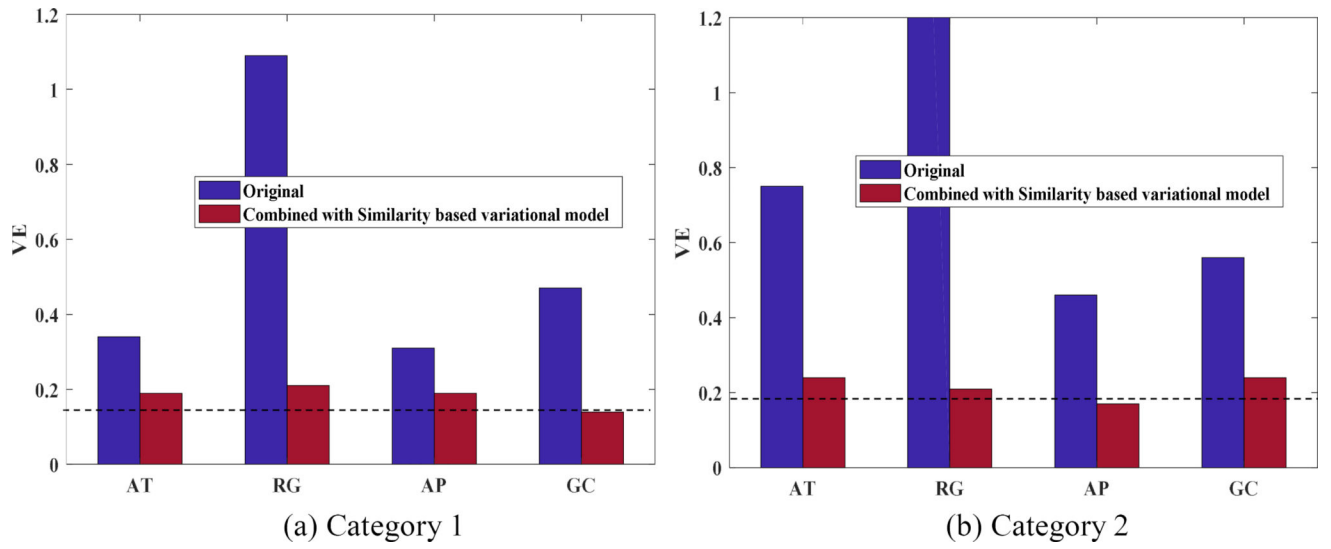 1.2
1
0.8
0.6
0.4
0.2
0
VE
Original
Combined with Similarity based variational model
AT RG AP GC
(a) Category 1
1.2
1
0.8
0.6
0.4
0.2
0
VE
Original
Combined with Similarity based variational model
AT RG AP GC
(b) Category 2